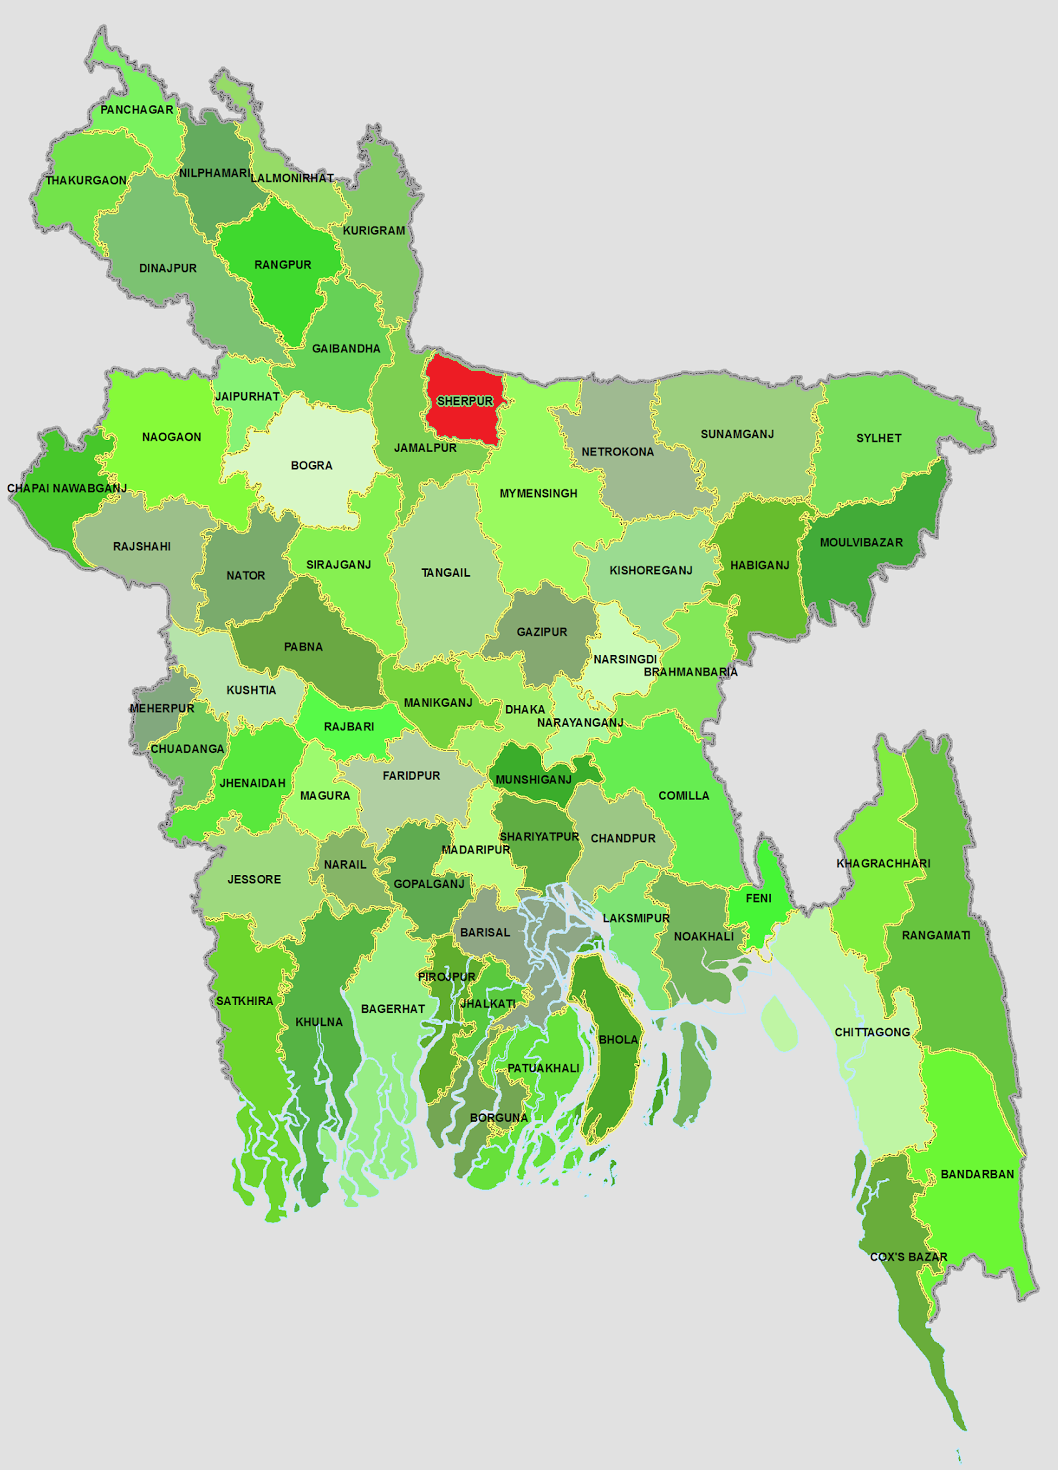 PANCHAGAR
THAKURGAON
NILPHAMARI
LALMONIRHAT
KURIGRAM
DINAJPUR
RANGPUR
GAIBANDHA
JAIPURHAT
SHERPUR
NAOGAON
BOGRA
JAMALPUR
NETROKONA
SUNAMGANJ
SYLHET
CHAPAI NAWABGANJ
MYMENSINGH
RAJSHAHI
NATOR
SIRAJGANJ
TANGAIL
KISHOREGANJ
HABIGANJ
MOULVIBAZAR
GAZIPUR
PABNA
NARSINGDI
BRAHMANBARIA
KUSHTIA
MEHERPUR
MANIKGANJ
DHAKA
NARAYANGANJ
RAJBARI
CHUADANGA
JHENAIDAH
MAGURA
FARIDPUR
MUNSHIGANJ
COMILLA
SHARIYATPUR
CHANDPUR
MADARIPUR
NARAIL
JESSORE
GOPALGANJ
KHAGRACHHARI
FENI
LAKSMIPUR
NOAKHALI
RANGAMATI
BARISAL
PIROJPUR
JHALKATI
SATKHIRA
KHULNA
BAGERHAT
BHOLA
CHITTAGONG
PATUAKHALI
BORGUNA
BANDARBAN
COX'S BAZAR